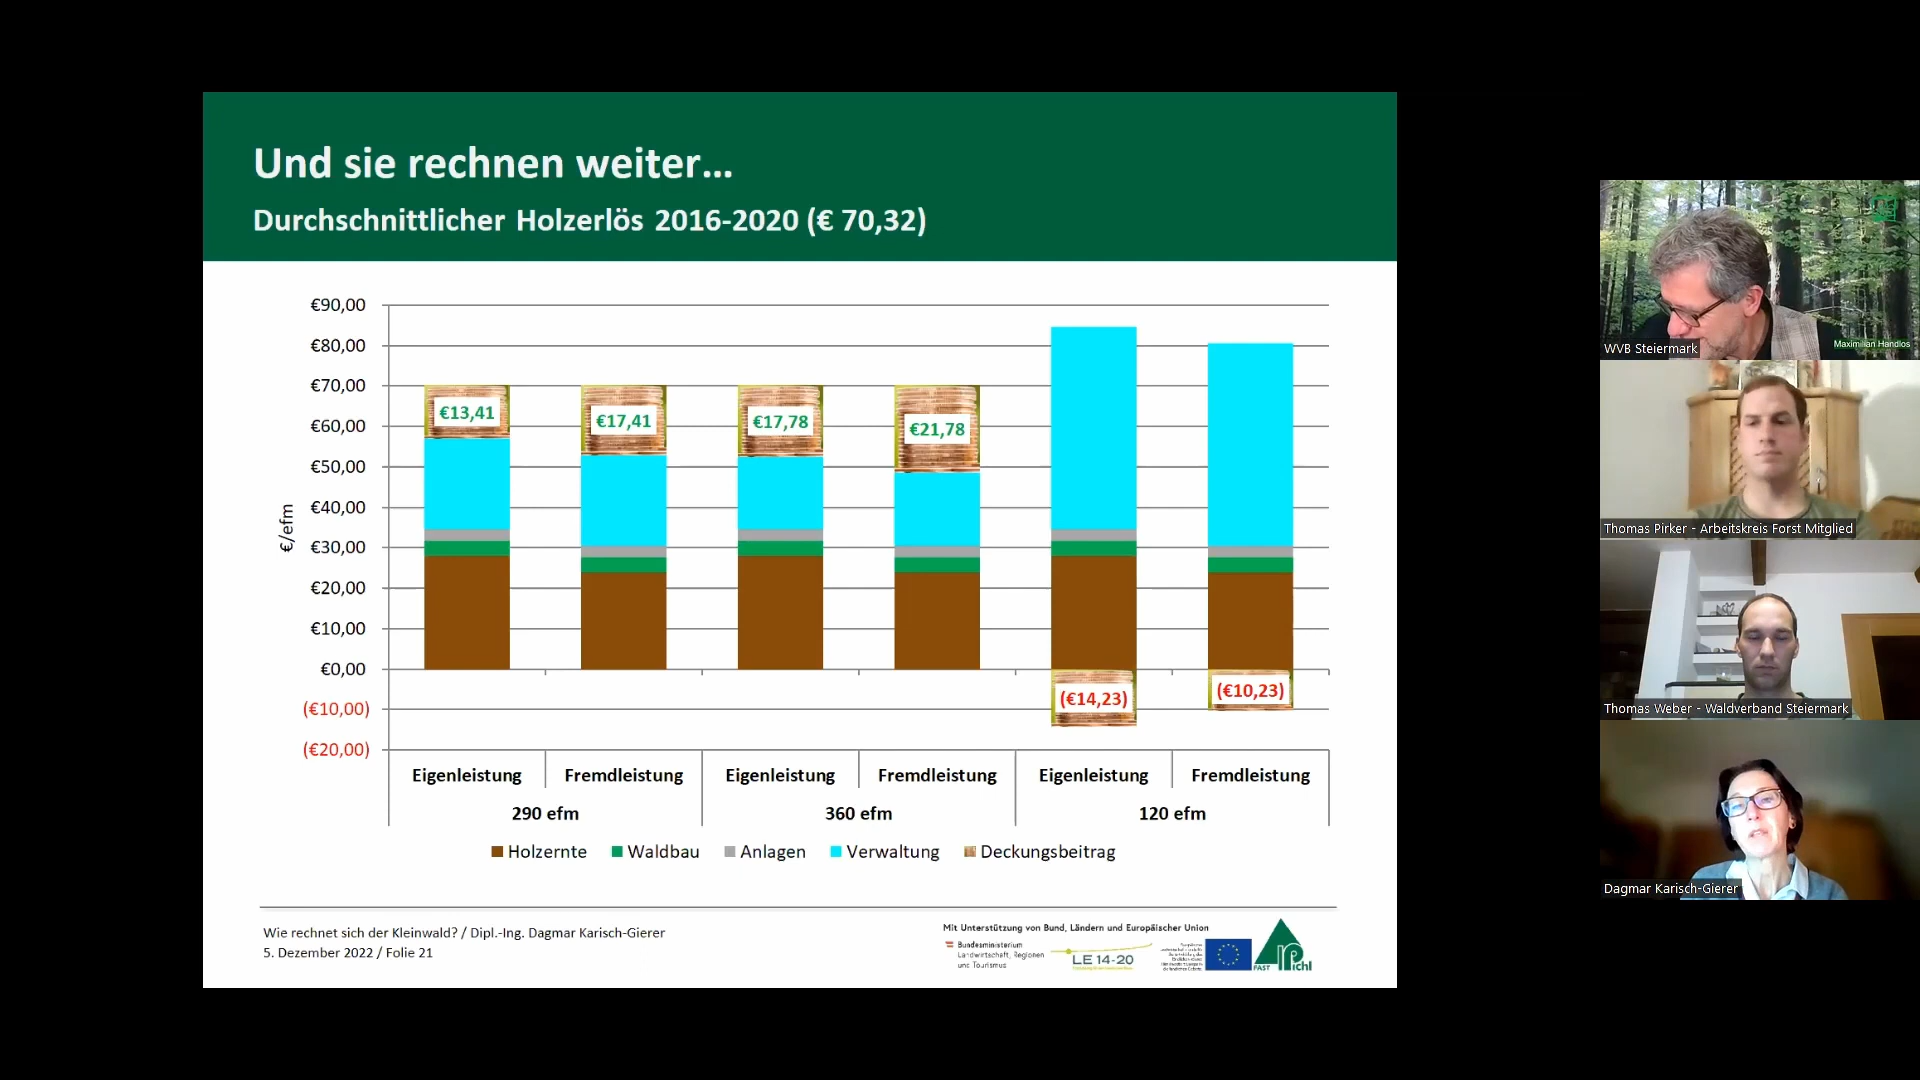 Und sie rechnen weiter...
Durchschnittlicher Holzerlös 2016-2020 (€ 70,32)
€90,00
€80,00
€70,00
€60,00
€50,00
€40,00
€30,00
€20,00
€10,00
€0,00
(€10,00)
(€20,00)
€/efm
€13,41
€17,41
€17,78
€21,78
(€14,23)
(€10,23)
Eigenleistung Fremdleistung Eigenleistung Fremdleistung Eigenleistung Fremdleistung
290 efm 360 efm 120 efm
Holzernte Waldbau Anlagen Verwaltung Deckungsbeitrag
Wie rechnet sich der Kleinwald? / Dipl.-Ing. Dagmar Karisch-Gierer
5. Dezember 2022 / Folie 21
Mit Unterstützung von Bund, Ländern und Europäischer Union
Bundesministerium
Landwirtschaft, Regionen
und Tourismus
LE 14-20
FAST Pichl
Maximilian Handlos
WVB Steiermark
Thomas Pirker - Arbeitskreis Forst Mitglied
Thomas Weber - Waldverband Steiermark
Dagmar Karisch-Gierer